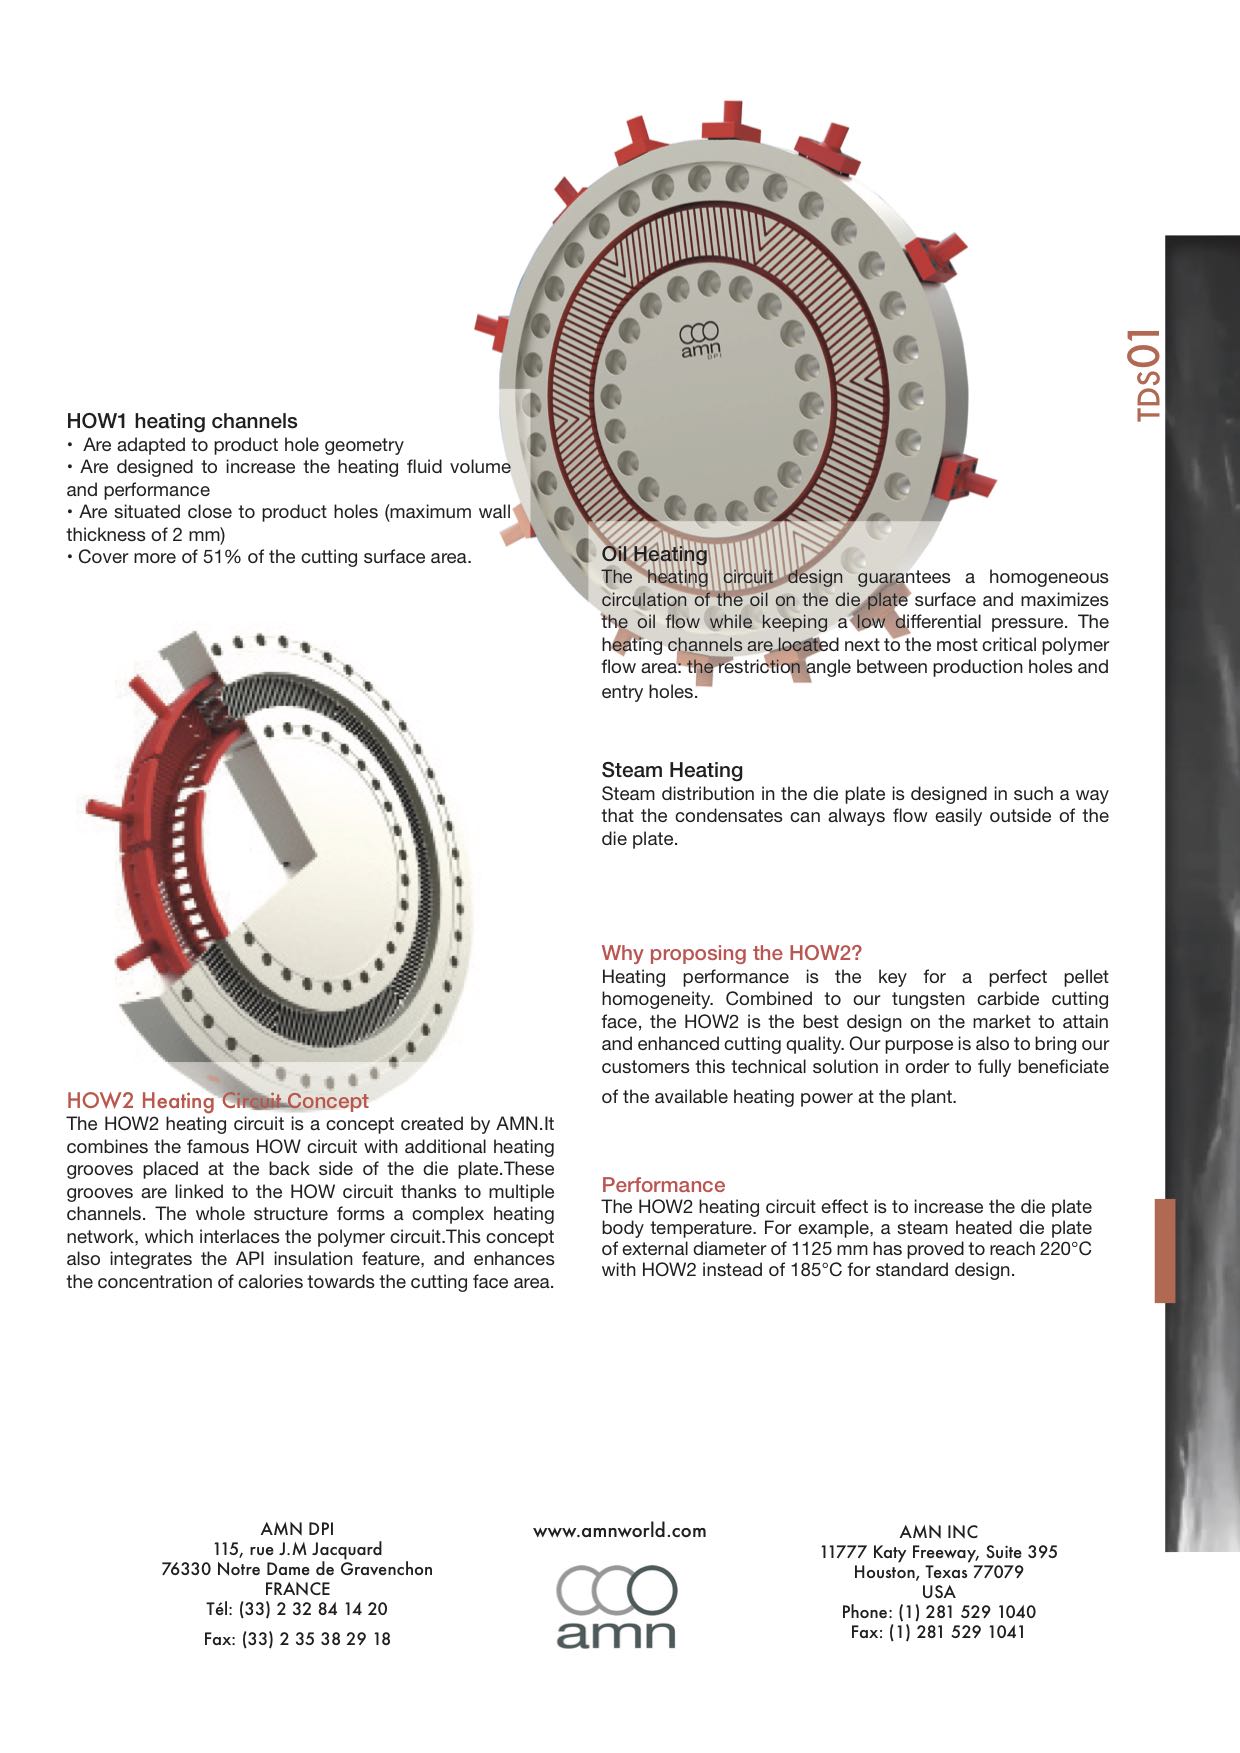 amn
DPI
TDS01
HOW1 heating channels
• Are adapted to product hole geometry
• Are designed to increase the heating fluid volume
and performance
• Are situated close to product holes (maximum wall
thickness of 2 mm)
• Cover more of 51% of the cutting surface area.
Oil Heating
The heating circuit design guarantees a homogeneous
circulation of the oil on the die plate surface and maximizes
the oil flow while keeping a low differential pressure. The
heating channels are located next to the most critical polymer
flow area: the restriction angle between production holes and
entry holes.
Steam Heating
Steam distribution in the die plate is designed in such a way
that the condensates can always flow easily outside of the
die plate.
HOW2 Heating Circuit Concept
The HOW2 heating circuit is a concept created by AMN.It
combines the famous HOW circuit with additional heating
grooves placed at the back side of the die plate.These
grooves are linked to the HOW circuit thanks to multiple
channels. The whole structure forms a complex heating
network, which interlaces the polymer circuit.This concept
also integrates the API insulation feature, and enhances
the concentration of calories towards the cutting face area.
Why proposing the HOW2?
Heating performance is the key for a perfect pellet
homogeneity. Combined to our tungsten carbide cutting
face, the HOW2 is the best design on the market to attain
and enhanced cutting quality. Our purpose is also to bring our
customers this technical solution in order to fully beneficiate
of the available heating power at the plant.
Performance
The HOW2 heating circuit effect is to increase the die plate
body temperature. For example, a steam heated die plate
of external diameter of 1125 mm has proved to reach 220°C
with HOW2 instead of 185°C for standard design.
AMN DPI
115, rue J.M Jacquard
76330 Notre Dame de Gravenchon
FRANCE
Tél: (33) 2 32 84 14 20
Fax: (33) 2 35 38 29 18
www.amnworld.com
amn
AMN INC
11777 Katy Freeway, Suite 395
Houston, Texas 77079
USA
Phone: (1) 281 529 1040
Fax: (1) 281 529 1041